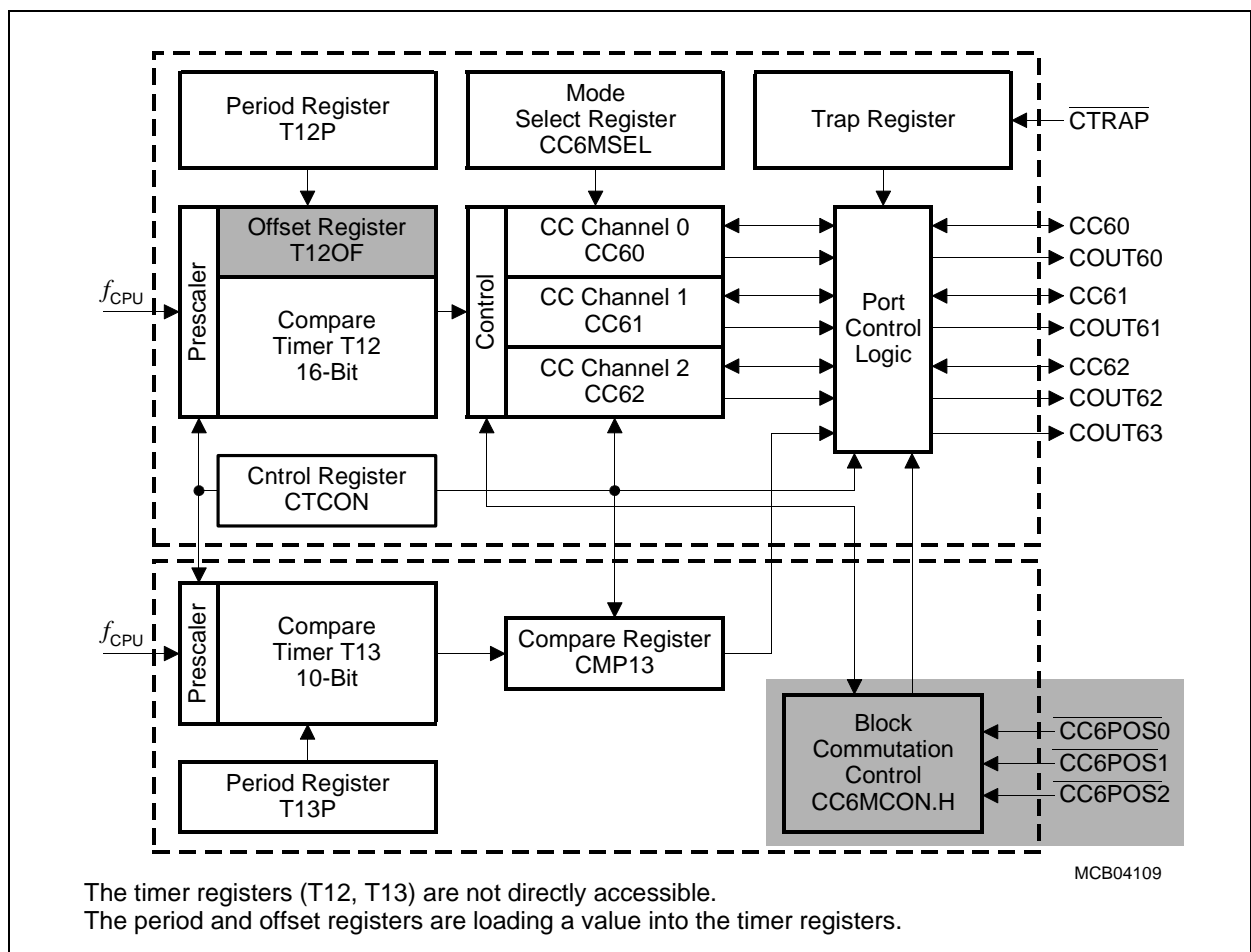 Period Register
T12P
Mode
Select Register
CC6MSEL
Trap Register
CTRAP
Prescaler
Offset Register
T12OF
Compare
Timer T12
16-Bit
fCPU
Control
CC Channel 0
CC60
CC Channel 1
CC61
CC Channel 2
CC62
Port
Control
Logic
CC60
COUT60
CC61
COUT61
CC62
COUT62
COUT63
Cntrol Register
CTCON
fCPU
Prescaler
Compare
Timer T13
10-Bit
Compare Register
CMP13
Period Register
T13P
Block
Commutation
Control
CC6MCON.H
CC6POS0
CC6POS1
CC6POS2
MCB04109
The timer registers (T12, T13) are not directly accessible.
The period and offset registers are loading a value into the timer registers.